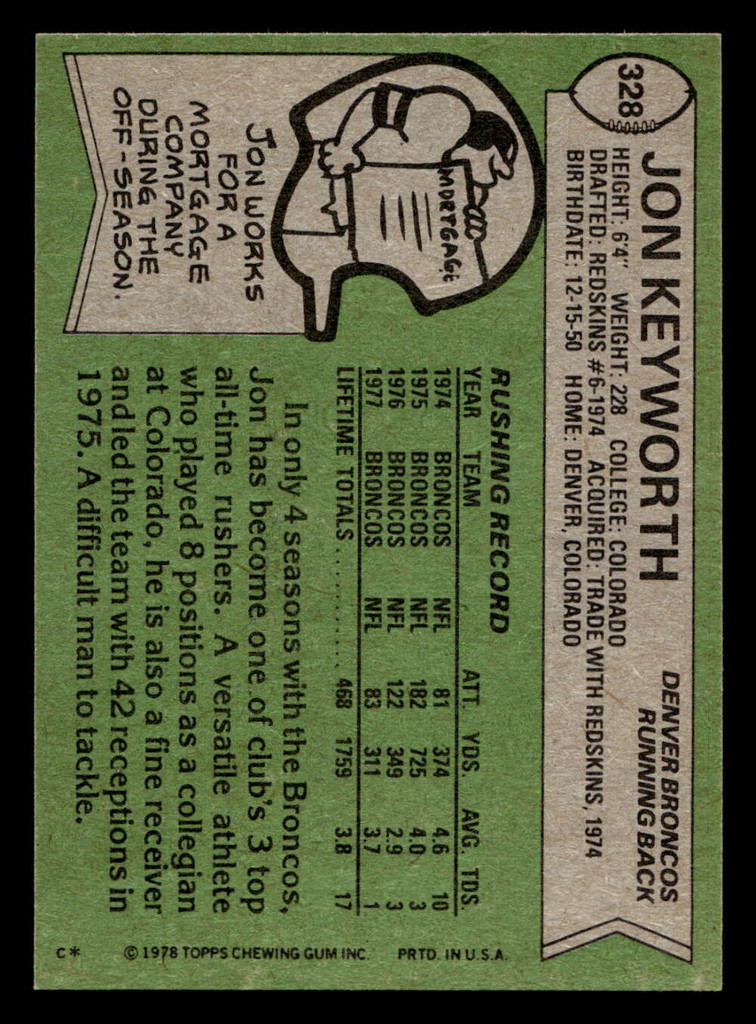 328
JON KEYWORTH
DENVER BRONCOS
RUNNING BACK
HEIGHT: 6'4" WEIGHT: 228 COLLEGE: COLORADO
DRAFTED: REDSKINS #6-1974 ACQUIRED: TRADE WITH REDSKINS, 1974
BIRTHDATE: 12-15-50 HOME: DENVER, COLORADO
MORTGAGE
JON WORKS
FOR A
MORTGAGE
COMPANY
DURING THE
OFF-SEASON.
RUSHING RECORD
YEAR TEAM ATT. YDS. AVG. TDS.
1974 BRONCOS NFL 81 374 4.6 10
1975 BRONCOS NFL 182 725 4.0 3
1976 BRONCOS NFL 122 349 2.9 3
1977 BRONCOS NFL 83 311 3.7 1
LIFETIME TOTALS .......... 468 1759 3.8 17
In only 4 seasons with the Broncos,
Jon has become one of club's 3 top
all-time rushers. A versatile athlete
who played 8 positions as a collegian
at Colorado, he is also a fine receiver
and led the team with 42 receptions in
1975. A difficult man to tackle.
C* © 1978 TOPPS CHEWING GUM INC. PRTD. IN U.S.A.